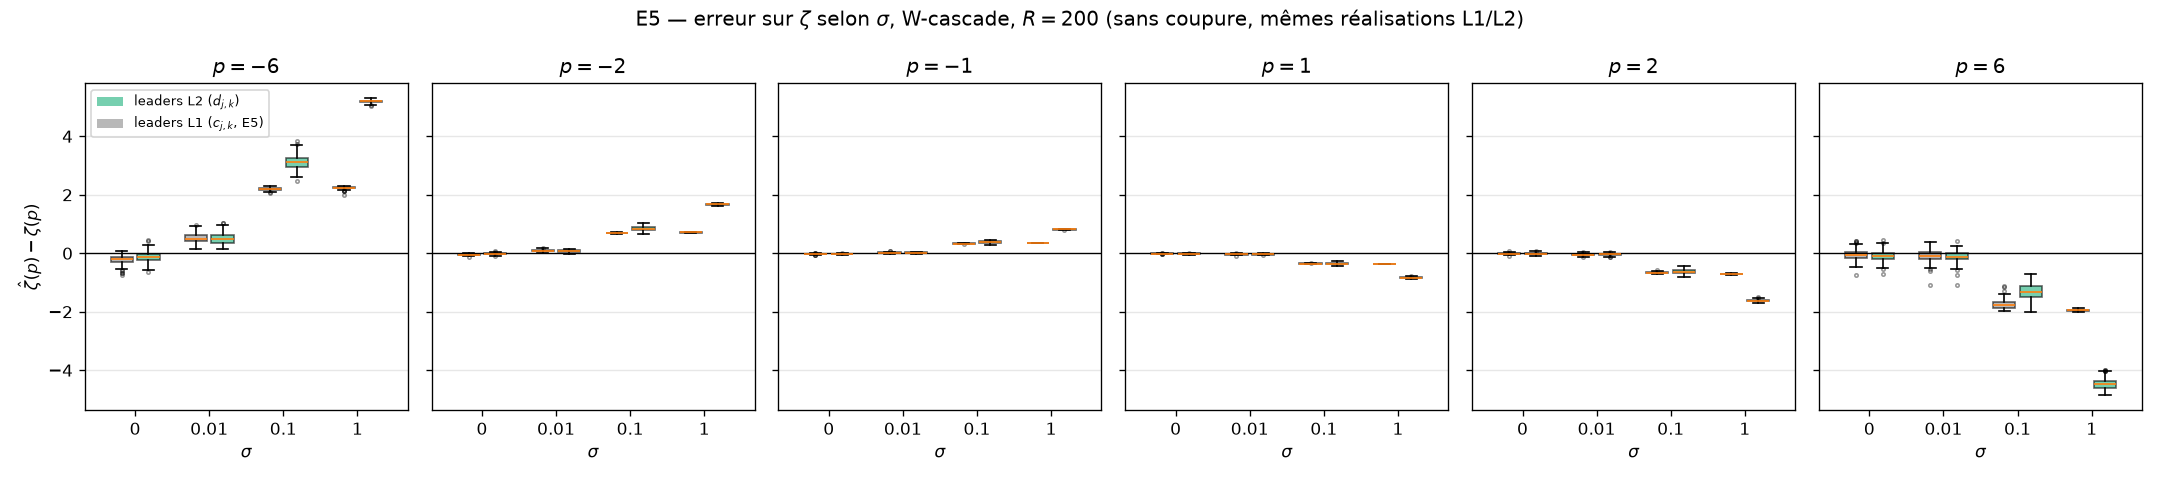 E5 — erreur sur ζ selon σ, W-cascade, R = 200 (sans coupure, mêmes réalisations L1/L2)
p = −6
p = −2
p = −1
p = 1
p = 2
p = 6
leaders L2 (d_{j,k})
leaders L1 (c_{j,k}, E5)
ζ̂(p) − ζ(p)
4
2
0
−2
−4
0 0.01 0.1 1
0 0.01 0.1 1
0 0.01 0.1 1
0 0.01 0.1 1
0 0.01 0.1 1
0 0.01 0.1 1
σ
σ
σ
σ
σ
σ